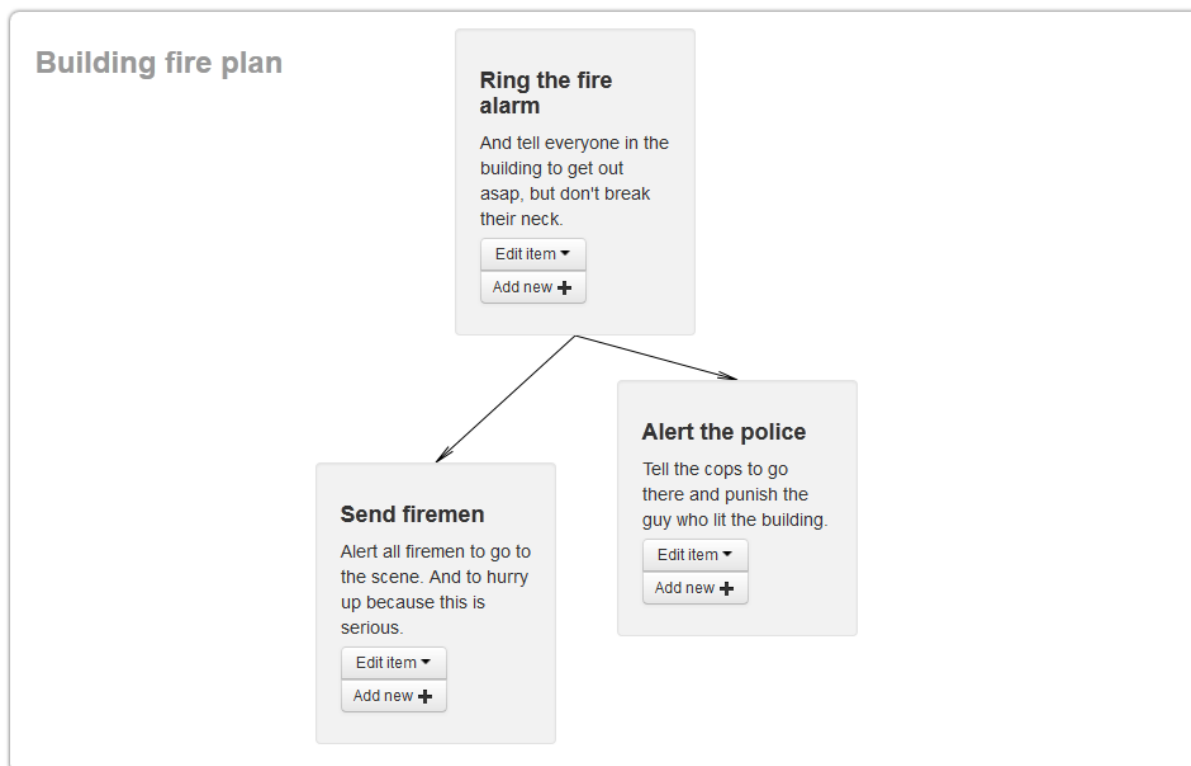 Building fire plan
Ring the fire
alarm
And tell everyone in the
building to get out
asap, but don't break
their neck.
Edit item
Add new
Alert the police
Tell the cops to go
there and punish the
guy who lit the building.
Edit item
Add new
Send firemen
Alert all firemen to go to
the scene. And to hurry
up because this is
serious.
Edit item
Add new